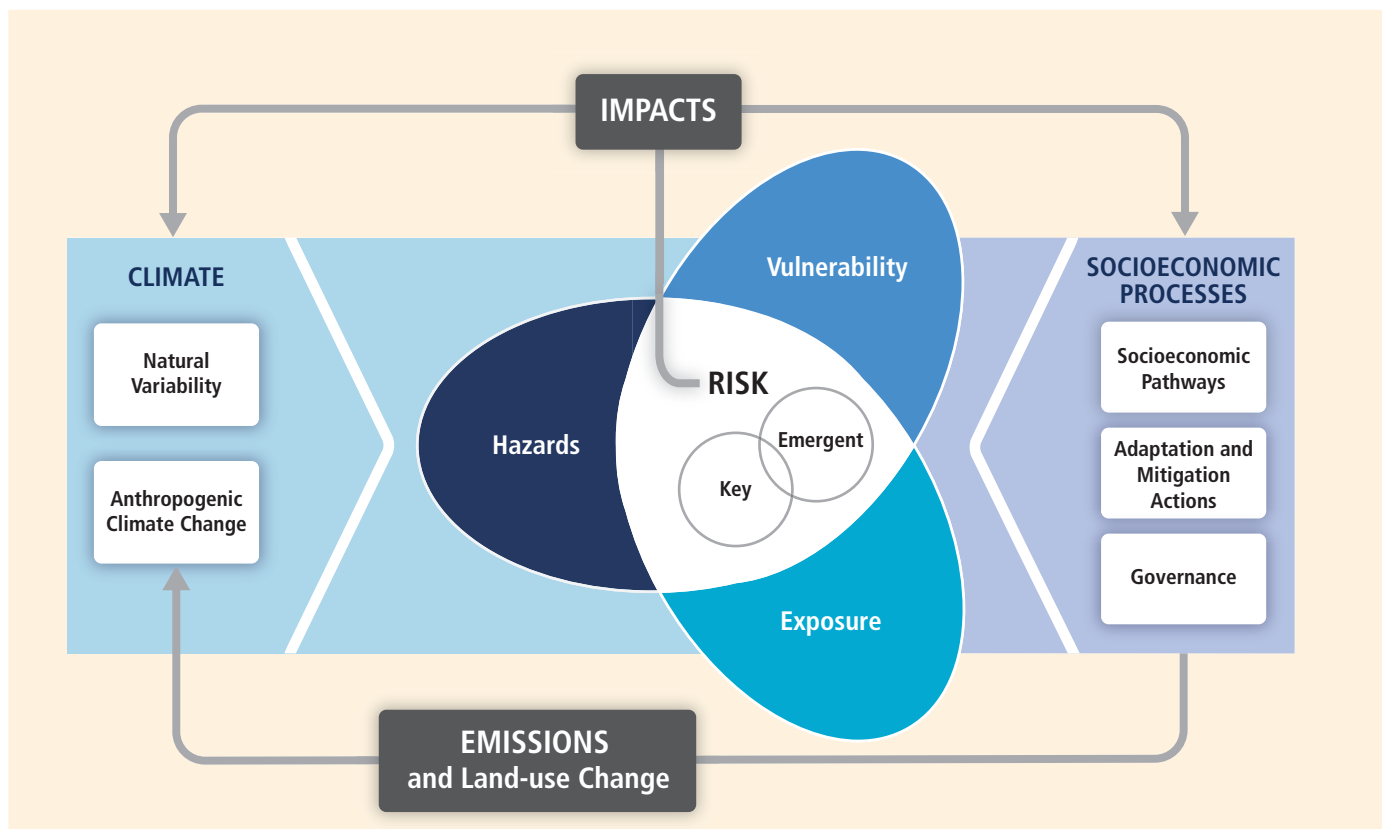 IMPACTS
CLIMATE
Natural
Variability
Anthropogenic
Climate Change
Vulnerability
Hazards
RISK
Emergent
Key
Exposure
SOCIOECONOMIC
PROCESSES
Socioeconomic
Pathways
Adaptation and
Mitigation
Actions
Governance
EMISSIONS
and Land-use Change